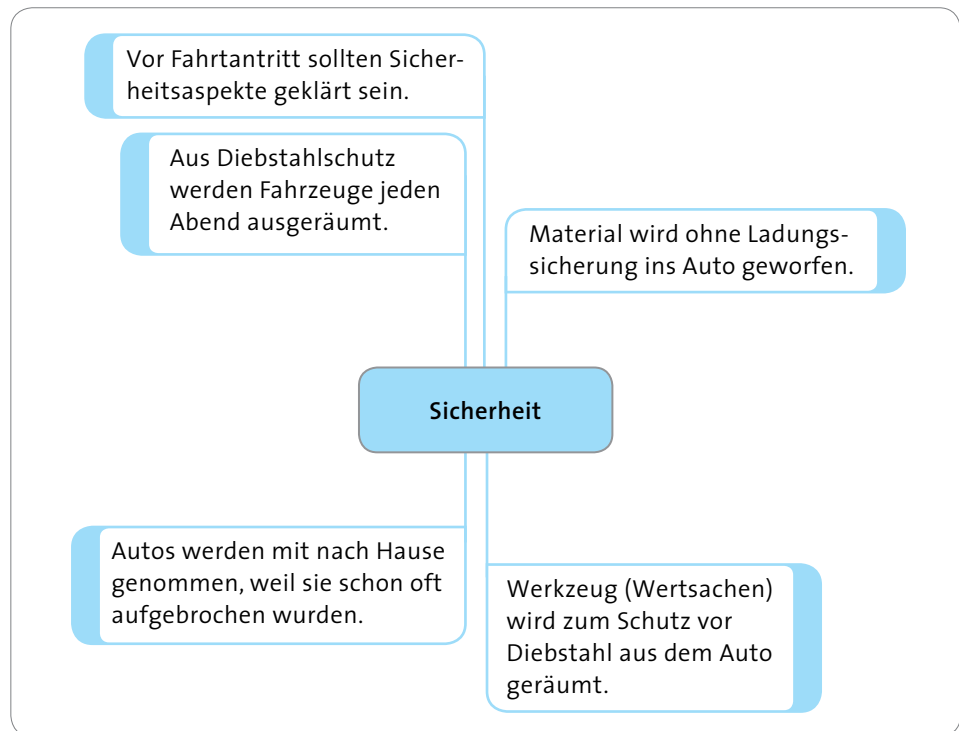 Vor Fahrtantritt sollten Sicher-
heitsaspekte geklärt sein.
Aus Diebstahlschutz
werden Fahrzeuge jeden
Abend ausgeräumt.
Material wird ohne Ladungs-
sicherung ins Auto geworfen.
Sicherheit
Autos werden mit nach Hause
genommen, weil sie schon oft
aufgebrochen wurden.
Werkzeug (Wertsachen)
wird zum Schutz vor
Diebstahl aus dem Auto
geräumt.